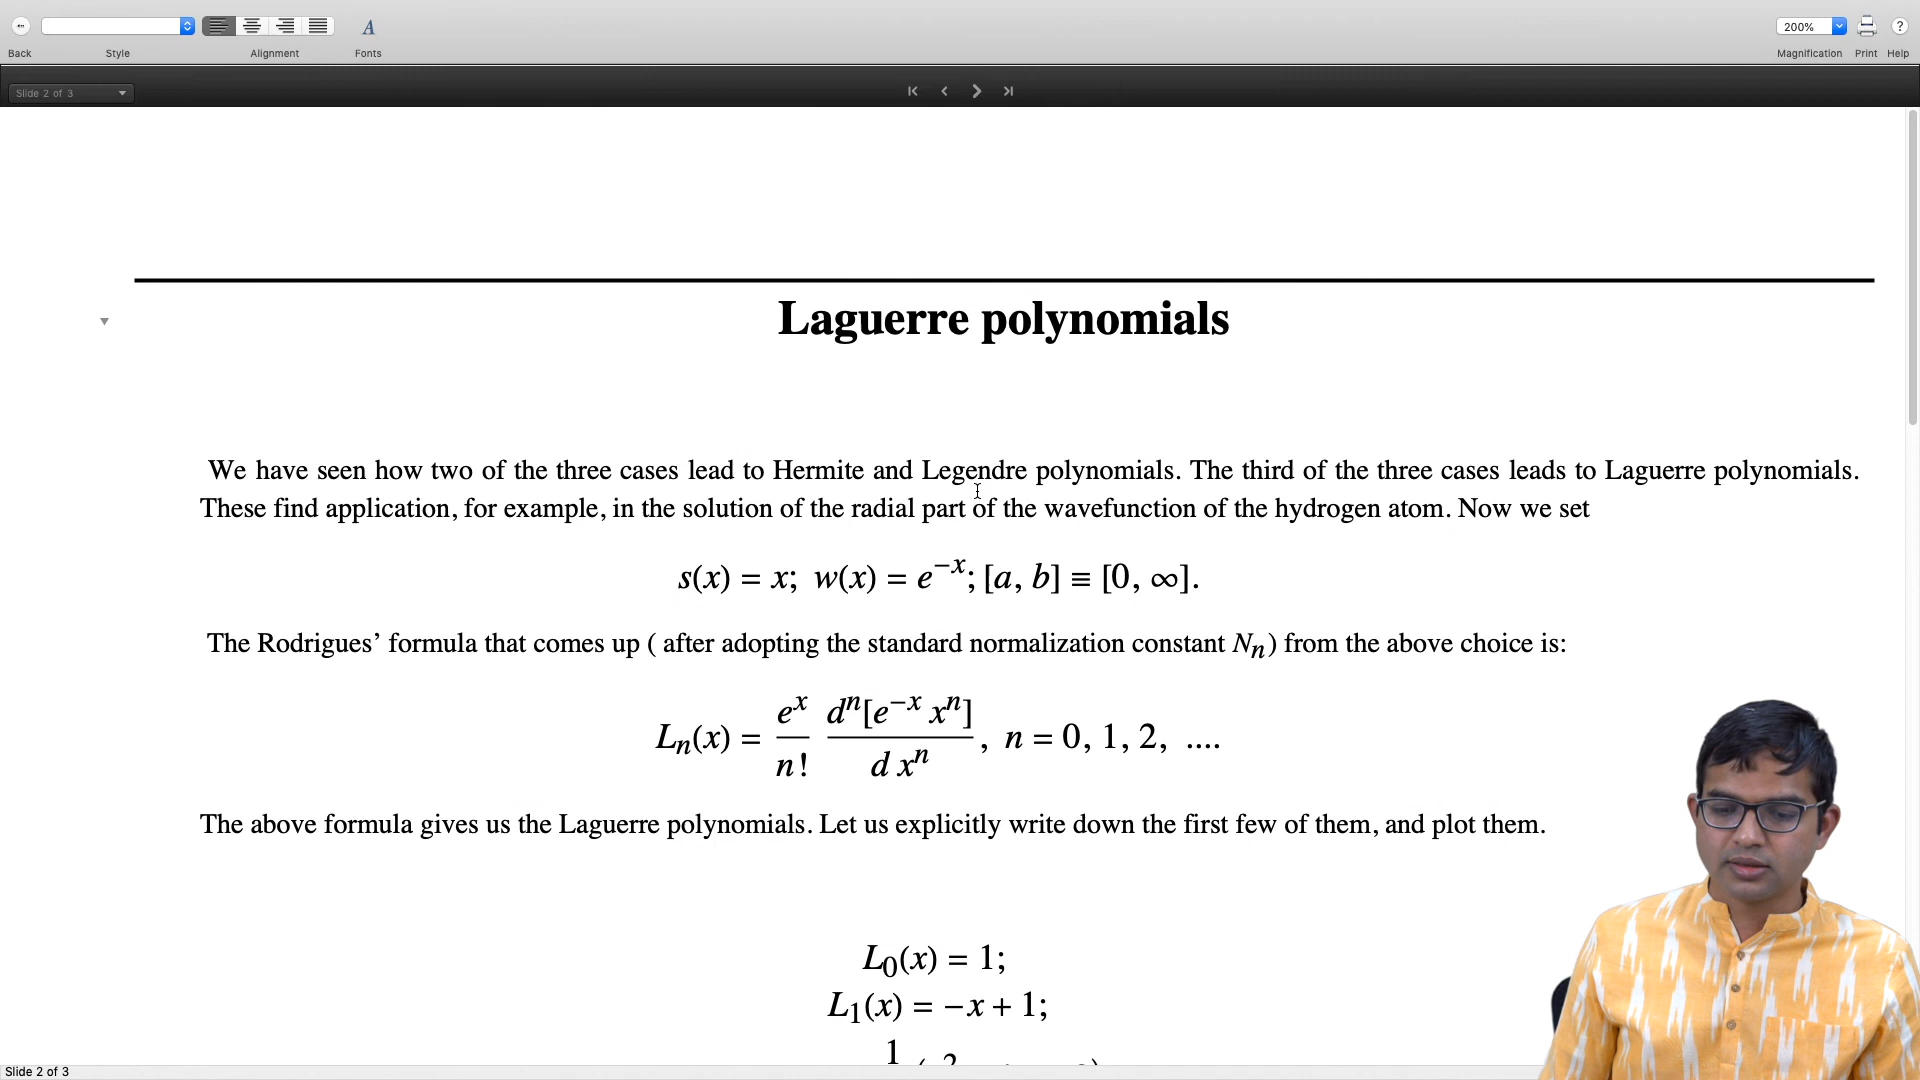 200%
Back Style Alignment Fonts Magnification Print Help
Slide 2 of 3
Laguerre polynomials
We have seen how two of the three cases lead to Hermite and Legendre polynomials. The third of the three cases leads to Laguerre polynomials.
These find application, for example, in the solution of the radial part of the wavefunction of the hydrogen atom. Now we set
s(x) = x; w(x) = e^{-x}; [a, b] ≡ [0, ∞].
The Rodrigues' formula that comes up ( after adopting the standard normalization constant N_n) from the above choice is:
L_n(x) = \frac{e^x}{n!} \frac{d^n[e^{-x} x^n]}{d x^n}, n = 0, 1, 2, ....
The above formula gives us the Laguerre polynomials. Let us explicitly write down the first few of them, and plot them.
L_0(x) = 1;
L_1(x) = −x + 1;
Slide 2 of 3